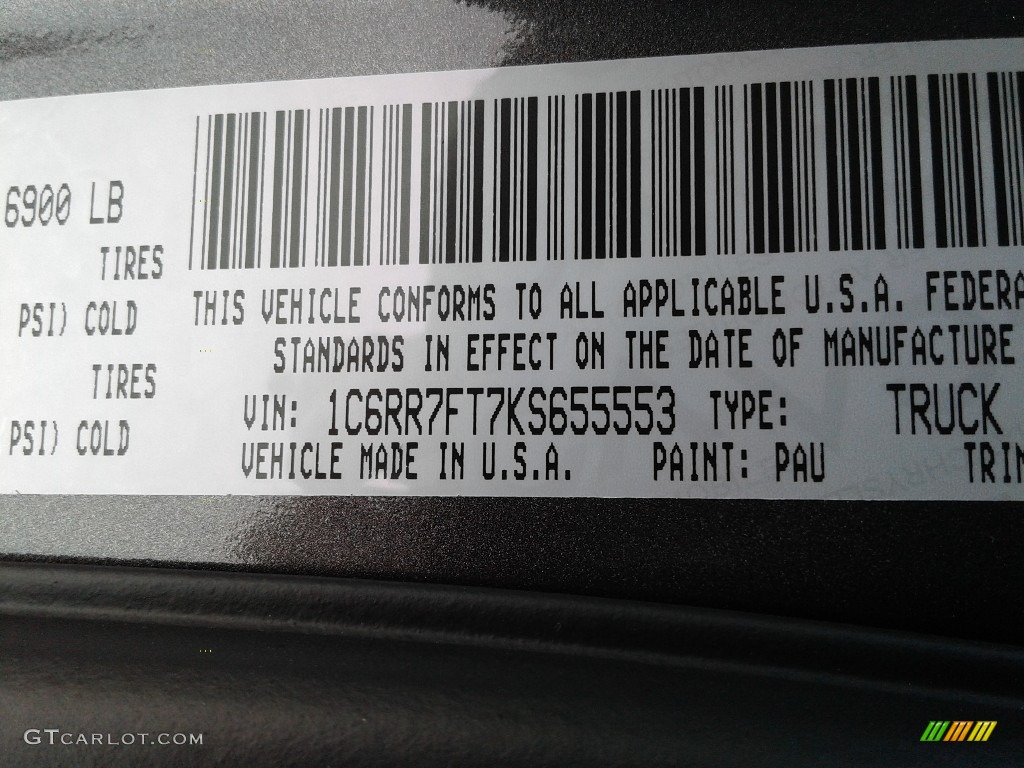 6900 LB
TIRES
PSI) COLD
TIRES
PSI) COLD
THIS VEHICLE CONFORMS TO ALL APPLICABLE U.S.A. FEDERA
STANDARDS IN EFFECT ON THE DATE OF MANUFACTURE
VIN: 1C6RR7FT7KS655553 TYPE: TRUCK
VEHICLE MADE IN U.S.A. PAINT: PAU TRIM
GTCARLOT.COM